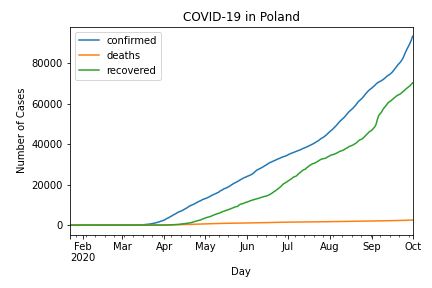 COVID-19 in Poland
confirmed
deaths
recovered
Number of Cases
80000
60000
40000
20000
0
Feb Mar Apr May Jun Jul Aug Sep Oct
2020
Day